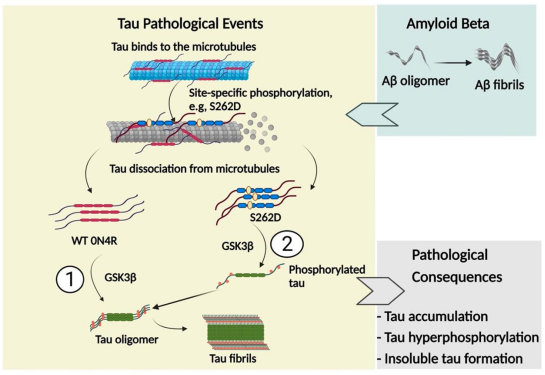 Tau Pathological Events
Tau binds to the microtubules
Site-specific phosphorylation,
e.g, S262D
Tau dissociation from microtubules
WT 0N4R
S262D
1
GSK3β
GSK3β
2
Phosphorylated
tau
Tau oligomer
Tau fibrils
Amyloid Beta
Aβ oligomer
Aβ fibrils
Pathological
Consequences
- Tau accumulation
- Tau hyperphosphorylation
- Insoluble tau formation